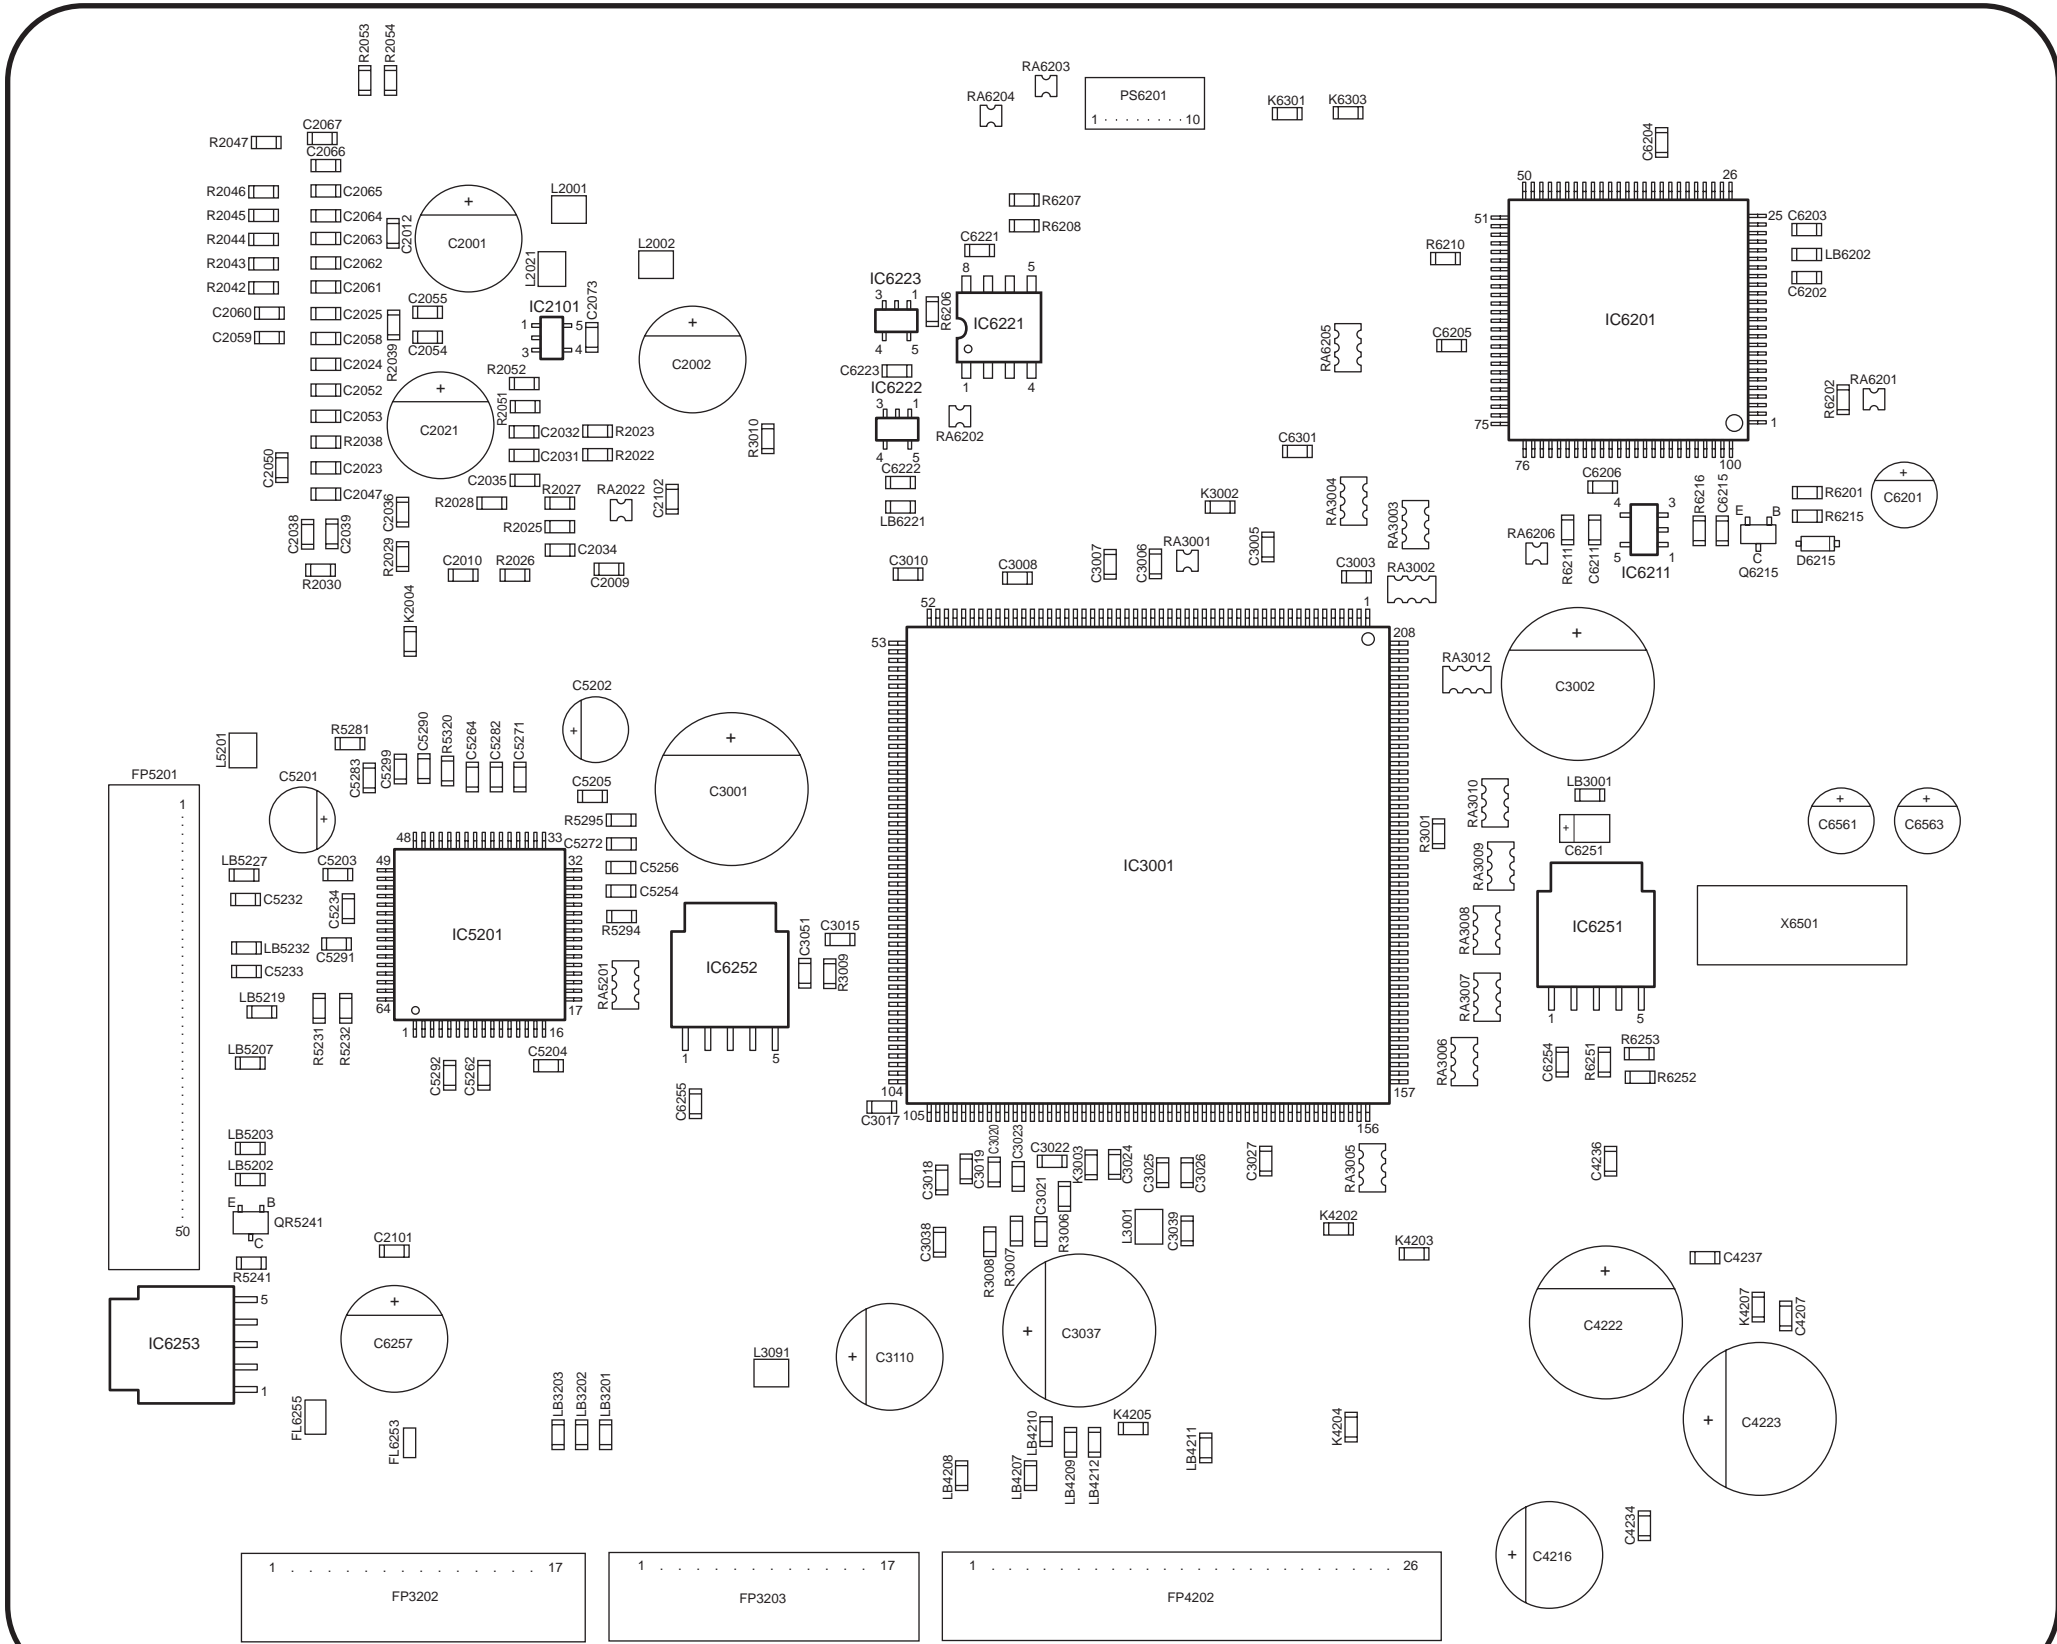 R2053
R2054
RA6203
RA6204
PS6201
1 . . . . . . . . 10
K6301
K6303
C6204
R2047
C2067
C2066
R2046
C2065
R2045
C2064
R2044
C2063
R2043
C2062
R2042
C2061
C2060
C2025
C2059
C2058
C2024
C2052
C2053
R2038
C2023
C2047
C2012
+
C2001
L2001
L2021
L2002
C2055
C2054
R2039
IC2101
1
5
3
4
C2073
+
C2002
R2052
R2051
+
C2021
C2032
R2023
C2031
R2022
C2035
C2050
R2028
R2027
RA2022
C2102
R2025
C2034
C2036
C2038
C2039
R2029
R2030
C2010
R2026
C2009
K2004
R3010
R6207
R6208
C6221
8
5
IC6221
1
4
IC6223
3
1
4
5
R6206
C6223
IC6222
3
1
4
5
RA6202
C6222
LB6221
RA6205
R6210
C6205
50
26
51
25
IC6201
75
1
76
100
C6203
LB6202
C6202
R6202
RA6201
C6301
K3002
RA3004
RA3003
C6206
4
3
5
1
IC6211
R6216
C6215
E
B
C
Q6215
R6201
R6215
D6215
+
C6201
RA6206
R6211
C6211
C3010
C3008
C3007
C3006
RA3001
C3005
C3003
RA3002
52
1
53
208
IC3001
104
157
105
156
RA3012
+
C3002
C5202
+
L5201
R5281
C5283
C5299
C5290
R5320
C5264
C5282
C5271
+
C3001
FP5201
1
50
C5201
+
C5205
R5295
C5272
C5256
C5254
R5294
48
33
49
32
IC5201
64
17
1
16
LB5227
C5203
C5232
C5234
LB5232
C5291
C5233
LB5219
R5231
R5232
LB5207
C5292
C5262
C5204
RA5201
IC6252
1
5
C3051
C3015
R3009
C6255
C3017
R3001
RA3010
LB3001
+
C6251
RA3009
RA3008
IC6251
1
5
RA3007
RA3006
C6254
R6251
R6253
R6252
+
C6561
+
C6563
X6501
LB5203
LB5202
E
B
QR5241
C
R5241
C2101
+
C6257
5
IC6253
1
FL6255
FL6253
LB3203
LB3202
LB3201
L3091
+
C3110
C3018
C3019
C3020
C3023
C3022
K3003
C3024
C3025
C3026
C3027
RA3005
C4236
C3038
R3008
R3007
C3021
R3006
L3001
C3039
K4202
K4203
+
C3037
+
C4222
C4237
K4207
C4207
+
C4223
LB4210
K4205
LB4211
K4204
LB4208
LB4207
LB4209
LB4212
+
C4216
C4234
1 . . . . . . . . . . . . . . 17
FP3202
1 . . . . . . . . . . . . 17
FP3203
1 . . . . . . . . . . . . . . . . . . . . . 26
FP4202